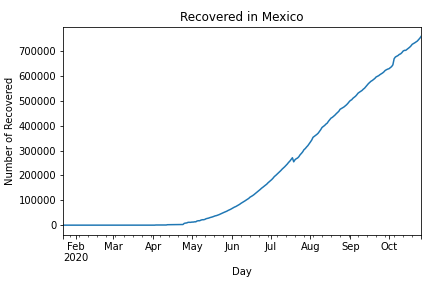 Recovered in Mexico
Number of Recovered
700000
600000
500000
400000
300000
200000
100000
0
Feb Mar Apr May Jun Jul Aug Sep Oct
2020
Day